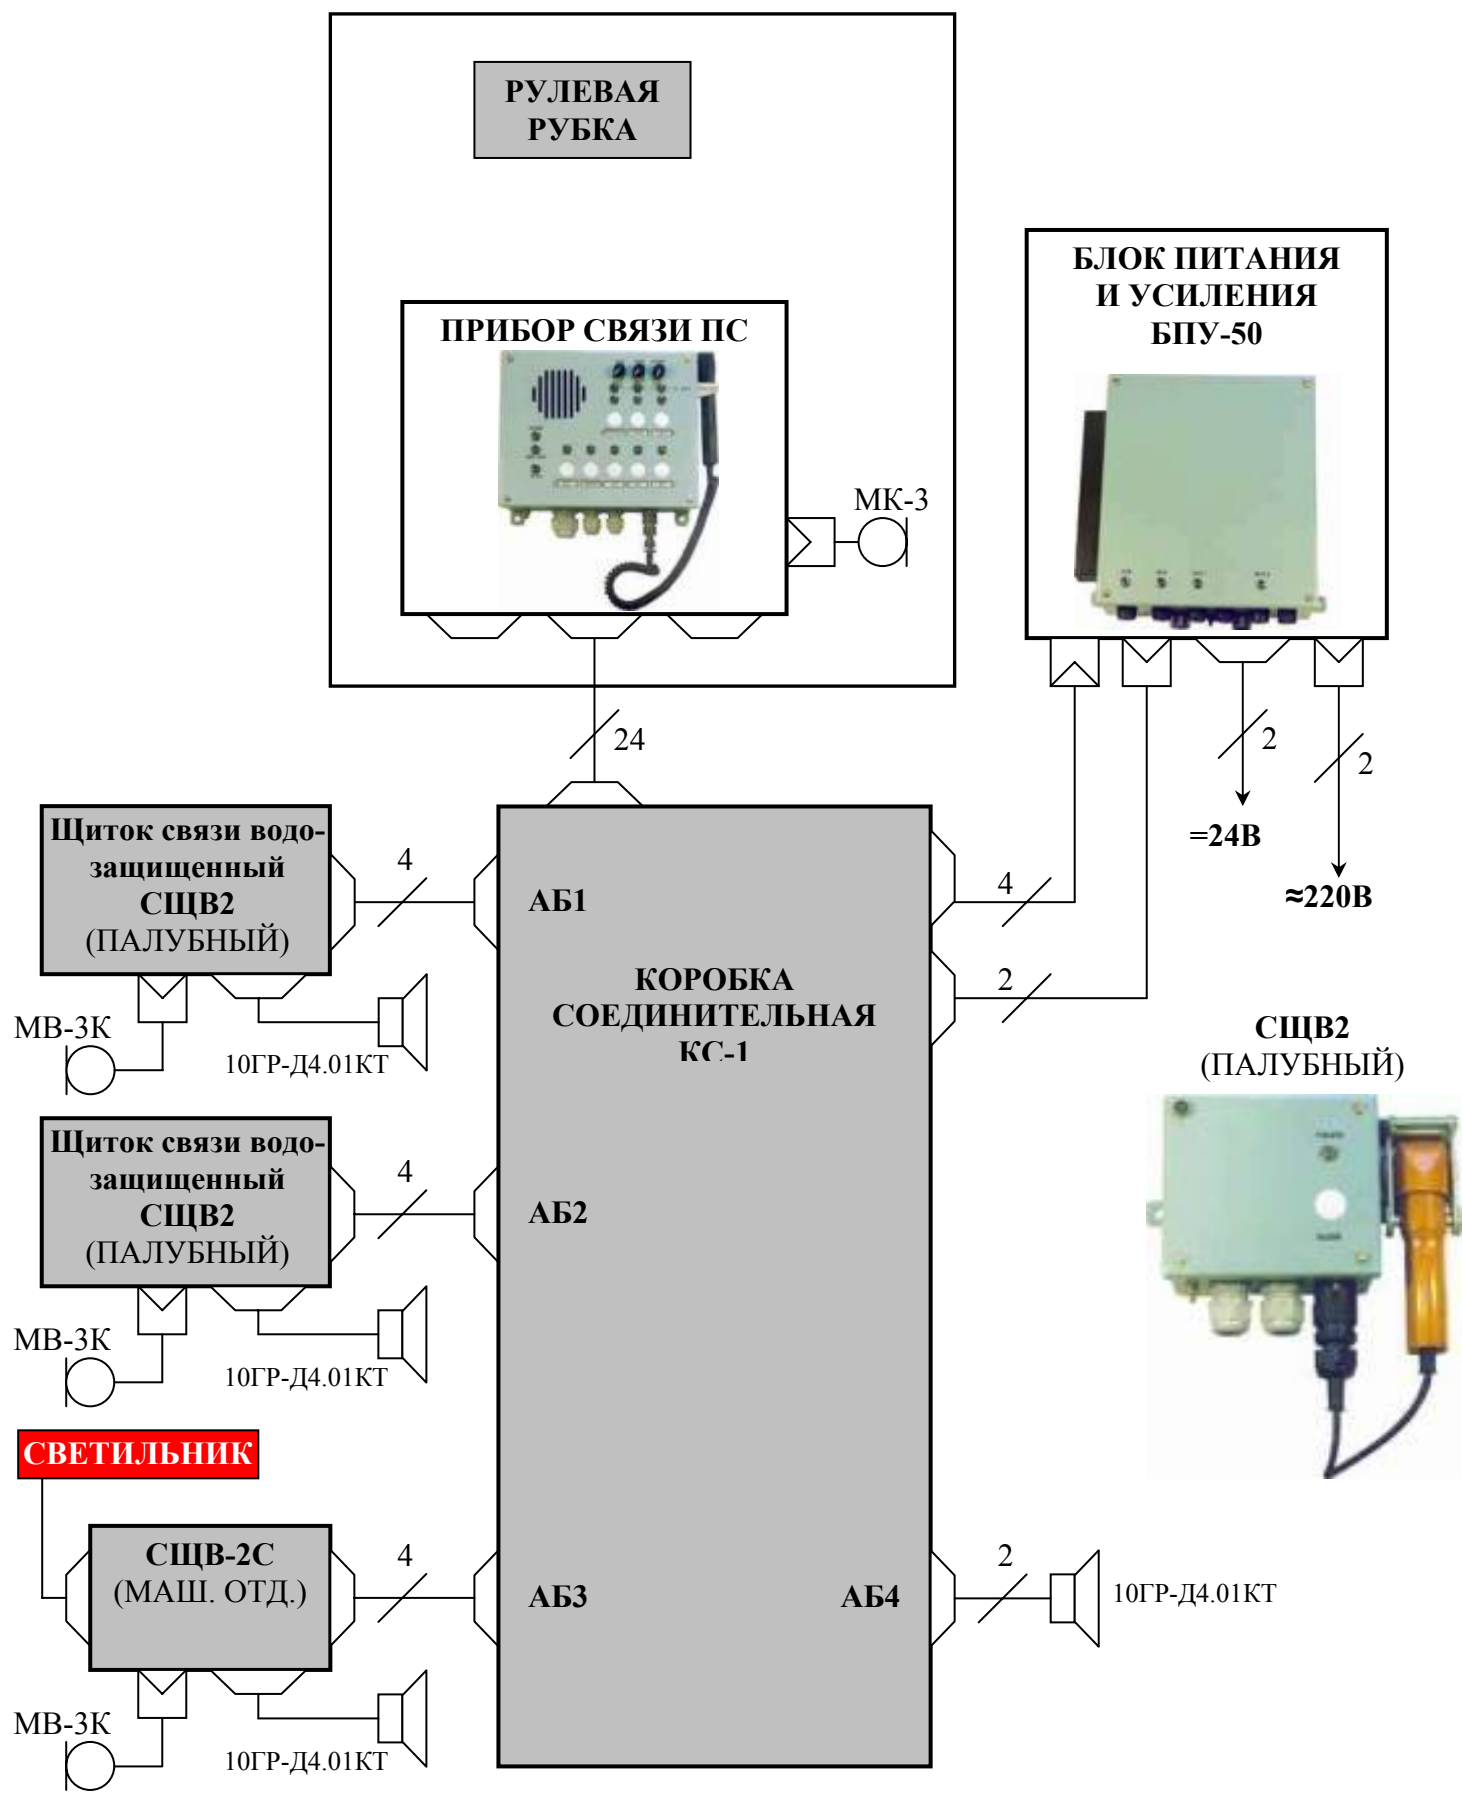 РУЛЕВАЯ
РУБКА
БЛОК ПИТАНИЯ
И УСИЛЕНИЯ
БПУ-50
ПРИБОР СВЯЗИ ПС
МК-3
24
2
2
=24В
≈220В
Щиток связи водо-
защищенный
СЩВ2
(ПАЛУБНЫЙ)
4
АБ1
4
КОРОБКА
СОЕДИНИТЕЛЬНАЯ
КС-1
2
МВ-3К
10ГР-Д4.01КТ
СЩВ2
(ПАЛУБНЫЙ)
Щиток связи водо-
защищенный
СЩВ2
(ПАЛУБНЫЙ)
4
АБ2
МВ-3К
10ГР-Д4.01КТ
СВЕТИЛЬНИК
СЩВ-2С
(МАШ. ОТД.)
4
АБ3
АБ4
2
10ГР-Д4.01КТ
МВ-3К
10ГР-Д4.01КТ